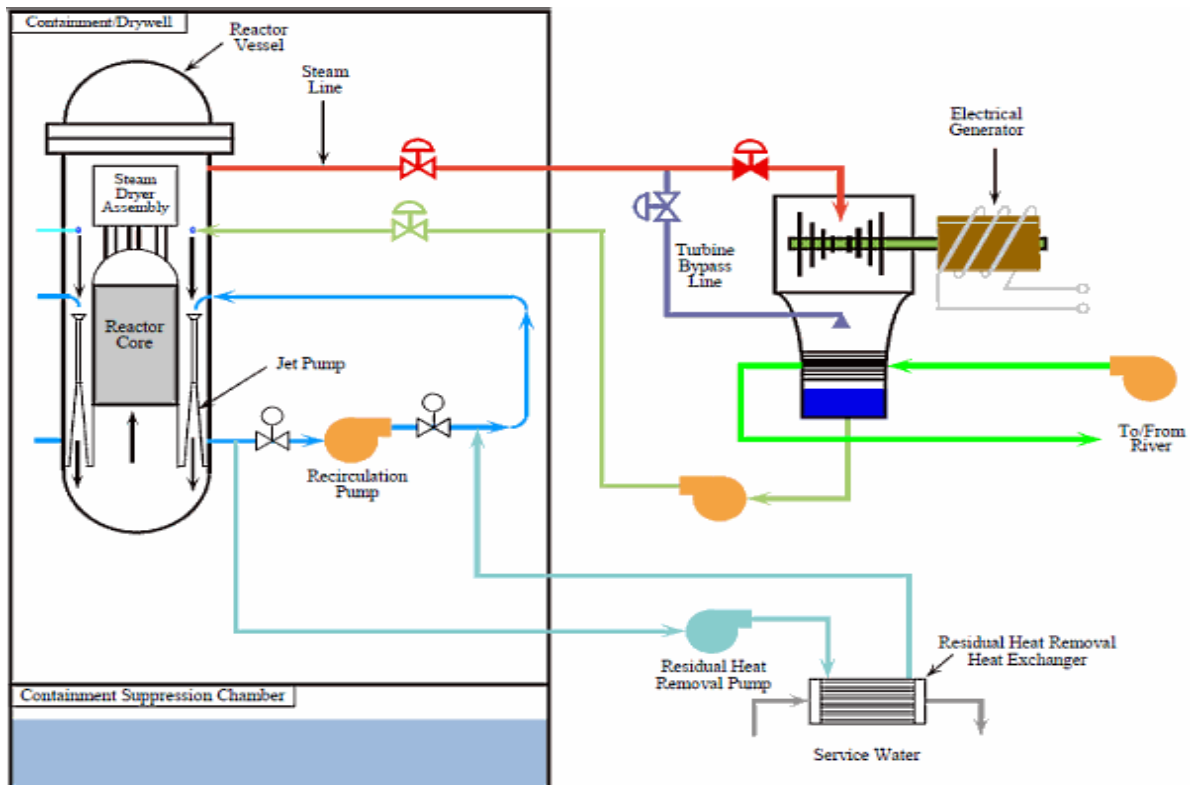 Containment/Drywell
Reactor
Vessel
Steam
Line
Electrical
Generator
Steam
Dryer
Assembly
Turbine
Bypass
Line
Reactor
Core
Jet Pump
Recirculation
Pump
To/From
River
Residual Heat
Removal Pump
Residual Heat Removal
Heat Exchanger
Containment Suppression Chamber
Service Water